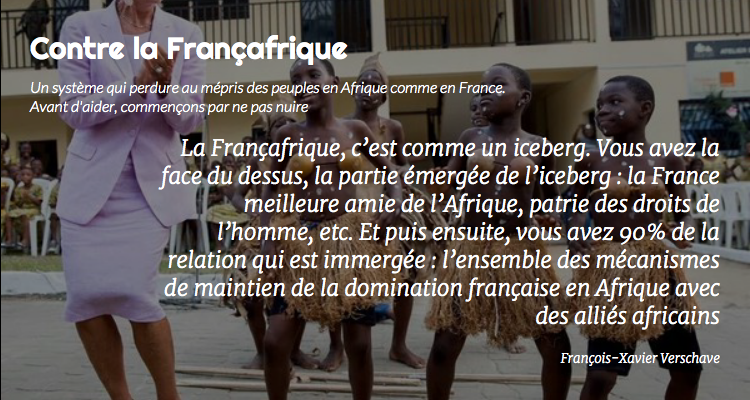 Contre la Françafrique
Un système qui perdure au mépris des peuples en Afrique comme en France.
Avant d'aider, commençons par ne pas nuire
La Françafrique, c’est comme un iceberg. Vous avez la
face du dessus, la partie émergée de l’iceberg : la France
meilleure amie de l’Afrique, patrie des droits de
l’homme, etc. Et puis ensuite, vous avez 90% de la
relation qui est immergée : l’ensemble des mécanismes
de maintien de la domination française en Afrique avec
des alliés africains
François-Xavier Verschave